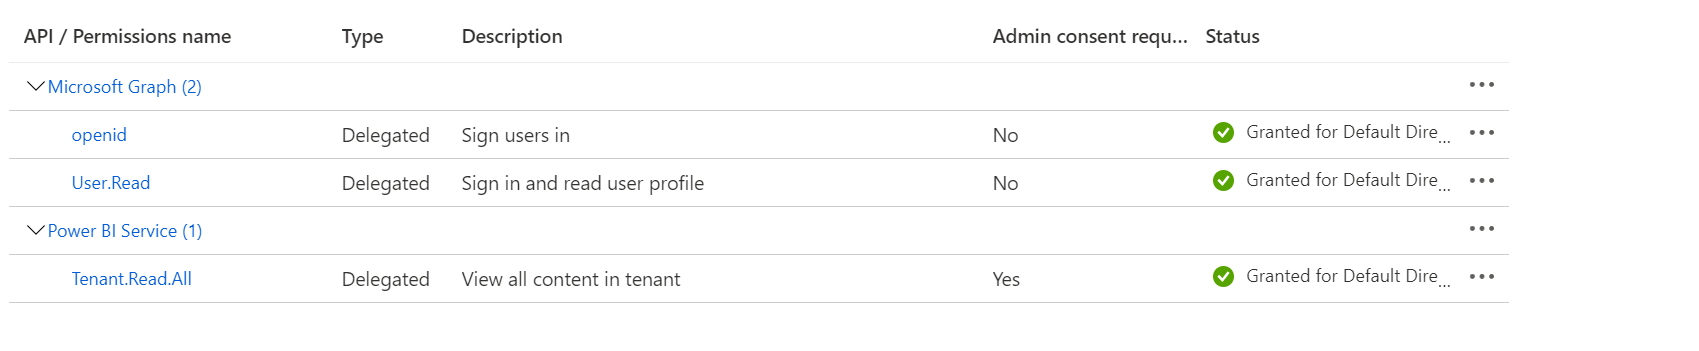 API / Permissions name Type Description Admin consent requ... Status
Microsoft Graph (2) ...
openid Delegated Sign users in No Granted for Default Dire... ...
User.Read Delegated Sign in and read user profile No Granted for Default Dire... ...
Power BI Service (1) ...
Tenant.Read.All Delegated View all content in tenant Yes Granted for Default Dire... ...